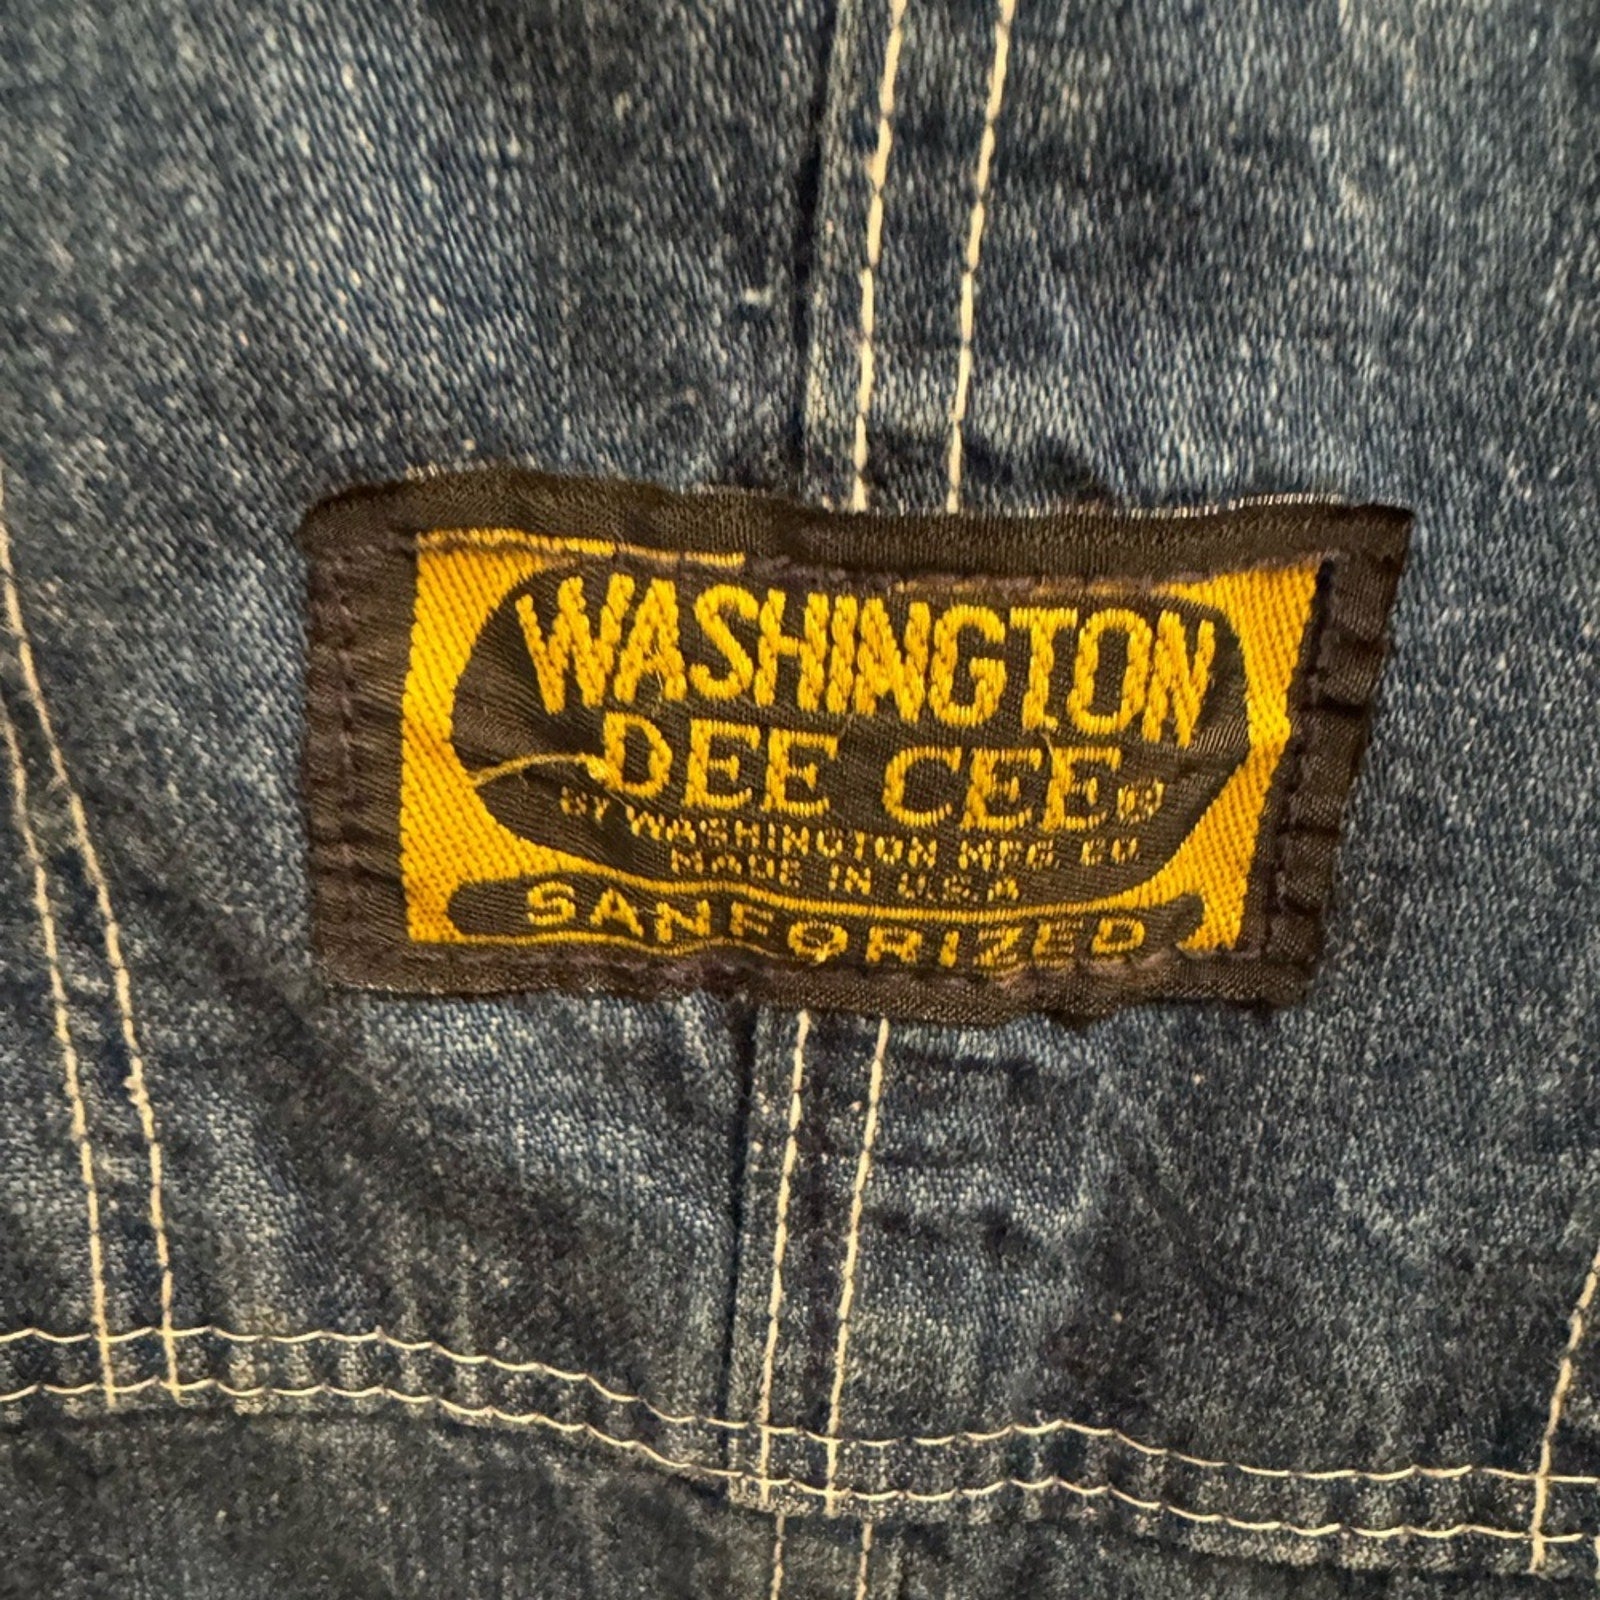 WASHINGTON
DEE CEE ®
BY WASHINGTON MFG. CO.
MADE IN U.S.A
SANFORIZED